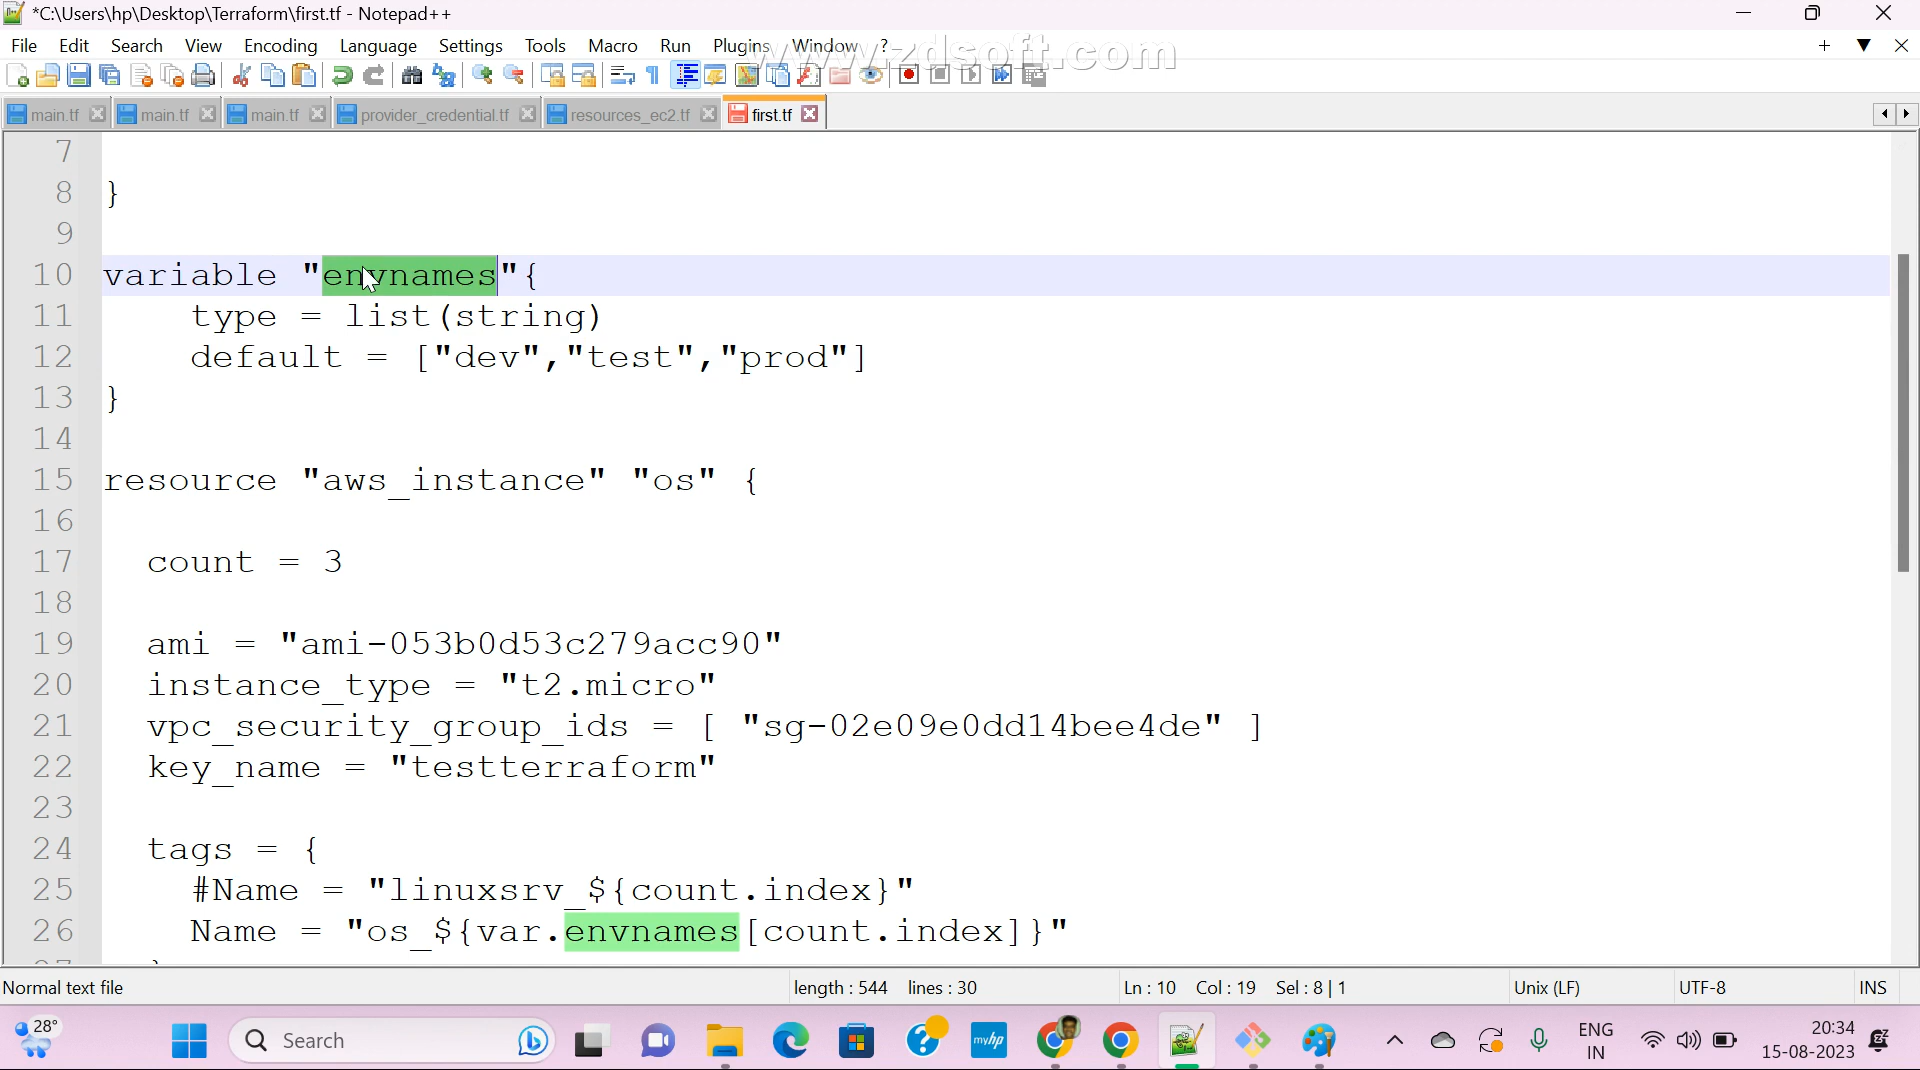 *C:\Users\hp\Desktop\Terraform\first.tf - Notepad++
File Edit Search View Encoding Language Settings Tools Macro Run Plugins Window ?
www.zdsoft.com
main.tf main.tf main.tf provider_credential.tf resources_ec2.tf first.tf
7
8 }
9
10 variable "envnames"{
11 type = list(string)
12 default = ["dev","test","prod"]
13 }
14
15 resource "aws_instance" "os" {
16
17 count = 3
18
19 ami = "ami-053b0d53c279acc90"
20 instance_type = "t2.micro"
21 vpc_security_group_ids = [ "sg-02e09e0dd14bee4de" ]
22 key_name = "testterraform"
23
24 tags = {
25 #Name = "linuxsrv_${count.index}"
26 Name = "os_${var.envnames[count.index]}"
Normal text file length : 544 lines : 30 Ln : 10 Col : 19 Sel : 8 | 1 Unix (LF) UTF-8 INS
28° Search myhp ENG IN 20:34 15-08-2023